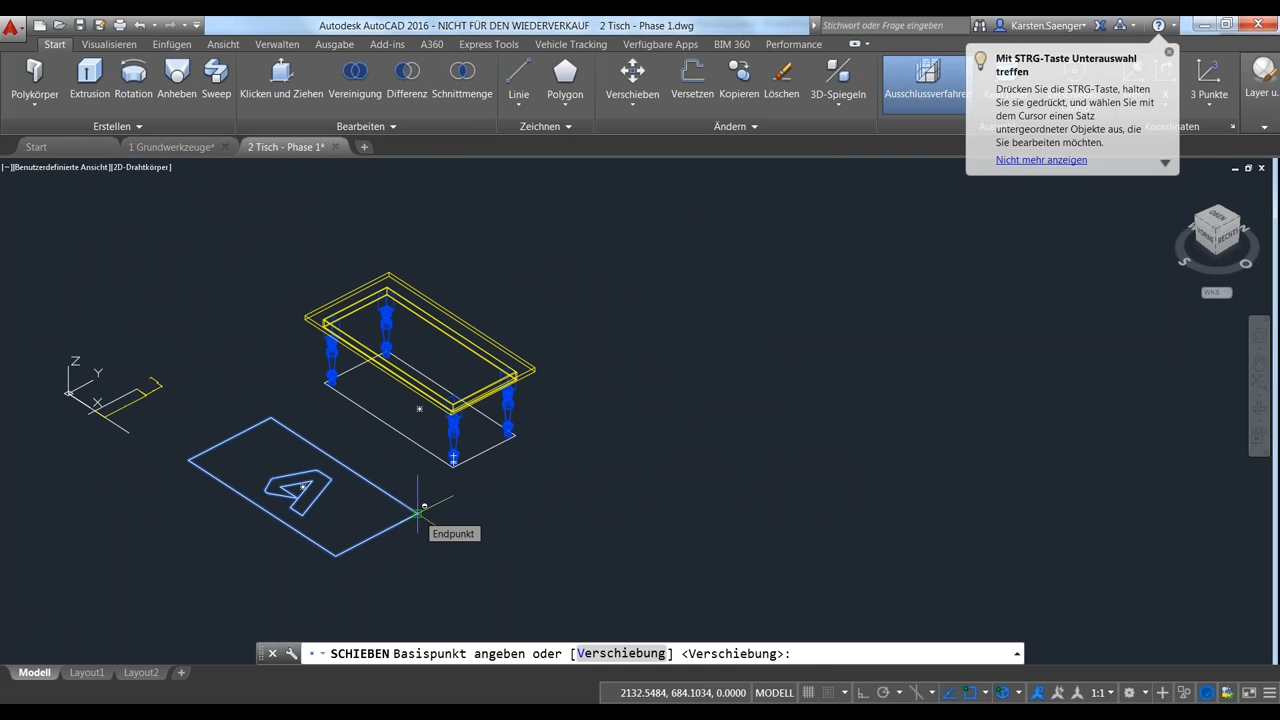 Autodesk AutoCAD 2016 - NICHT FÜR DEN WIEDERVERKAUF 2 Tisch - Phase 1.dwg
Stichwort oder Frage eingeben
Karsten.Saenger
Start Visualisieren Einfügen Ansicht Verwalten Ausgabe Add-ins A360 Express Tools Vehicle Tracking Verfügbare Apps BIM 360 Performance
Polykörper Extrusion Rotation Anheben Sweep Klicken und Ziehen Vereinigung Differenz Schnittmenge Linie Polygon Verschieben Versetzen Kopieren Löschen 3D-Spiegeln Ausschlussverfahren 3 Punkte Layer u.
Erstellen Bearbeiten Zeichnen Ändern Koordinaten
Mit STRG-Taste Unterauswahl
treffen
Drücken Sie die STRG-Taste, halten
Sie sie gedrückt, und wählen Sie mit
dem Cursor einen Satz
untergeordneter Objekte aus, die
Sie bearbeiten möchten.
Nicht mehr anzeigen
Start 1 Grundwerkzeuge* 2 Tisch - Phase 1*
[−][Benutzerdefinierte Ansicht][2D-Drahtkörper]
OBEN
VORNE RECHTS
S O
WKS
Z
Y
X
A
Endpunkt
SCHIEBEN Basispunkt angeben oder [Verschiebung] <Verschiebung>:
Modell Layout1 Layout2
2132.5484, 684.1034, 0.0000 MODELL 1:1